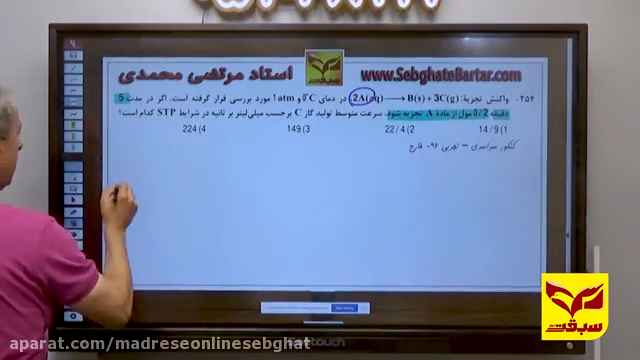 www.SebghateBartar.com استاد مرتضی محمدی
۲۵۴- واکنش تجزیه: 2A(aq) ⟶ B(s) + 3C(g) در دمای 0°C و 1 atm مورد بررسی قرار گرفته است. اگر در مدت 5
دقیقه 0/2 مول از ماده A تجزیه شود، سرعت متوسط تولید گاز C برحسب میلی‌لیتر بر ثانیه در شرایط STP کدام است؟
1) 14/9 2) 22/4 3) 149 4) 224
کنکور سراسری – تجربی ۹۶- خارج
سبقت
aparat.com/madreseonlinesebghat